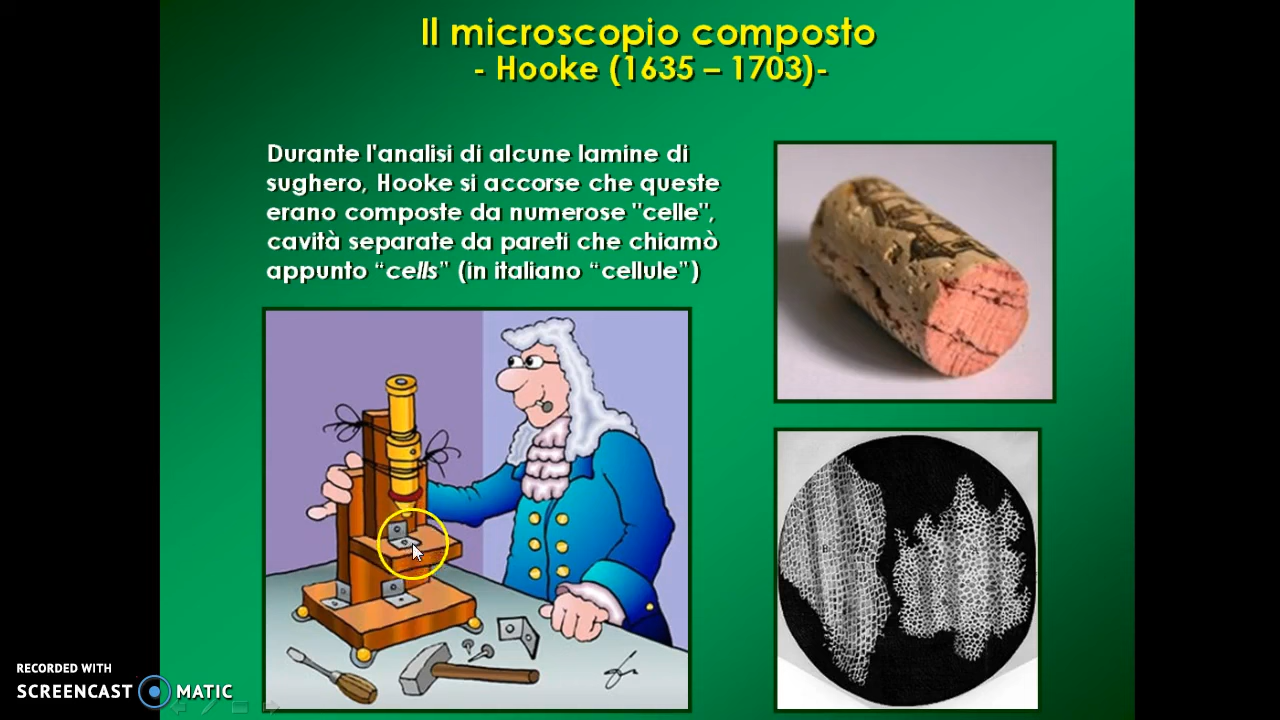 Il microscopio composto
- Hooke (1635 – 1703)-
Durante l'analisi di alcune lamine di
sughero, Hooke si accorse che queste
erano composte da numerose "celle",
cavità separate da pareti che chiamò
appunto “cells” (in italiano “cellule”)
RECORDED WITH
SCREENCAST MATIC